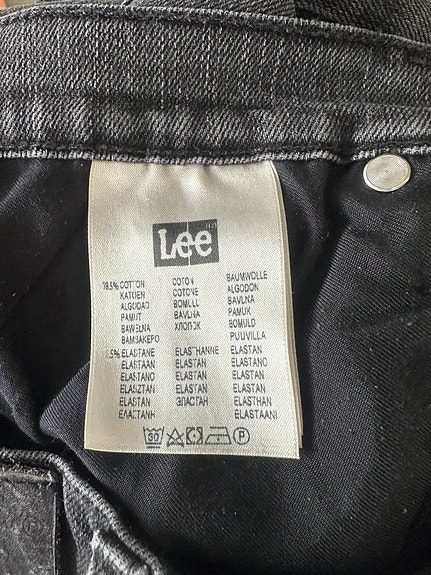 Lee
98.5% COTTON COTON BAUMWOLLE
KATOEN COTONE ALGODON
ALGODAO BOMULL BAVLNA
PAMUT BAVLNA PAMUK
BAWEŁNA ХЛОПОК BOMULD
ΒΑΜΒΑΚΕΡΟ PUUVILLA
1.5% ELASTANE ELASTHANNE ELASTAN
ELASTAAN ELASTAN ELASTANO
ELASTANO ELASTAN ELASTAN
ELASZTAN ELASTAN ELASTAN
ELASTAN ЭЛАСТАН ELASTHAN
ΕΛΑΣΤΑΝΗ ELASTAANI
30 P